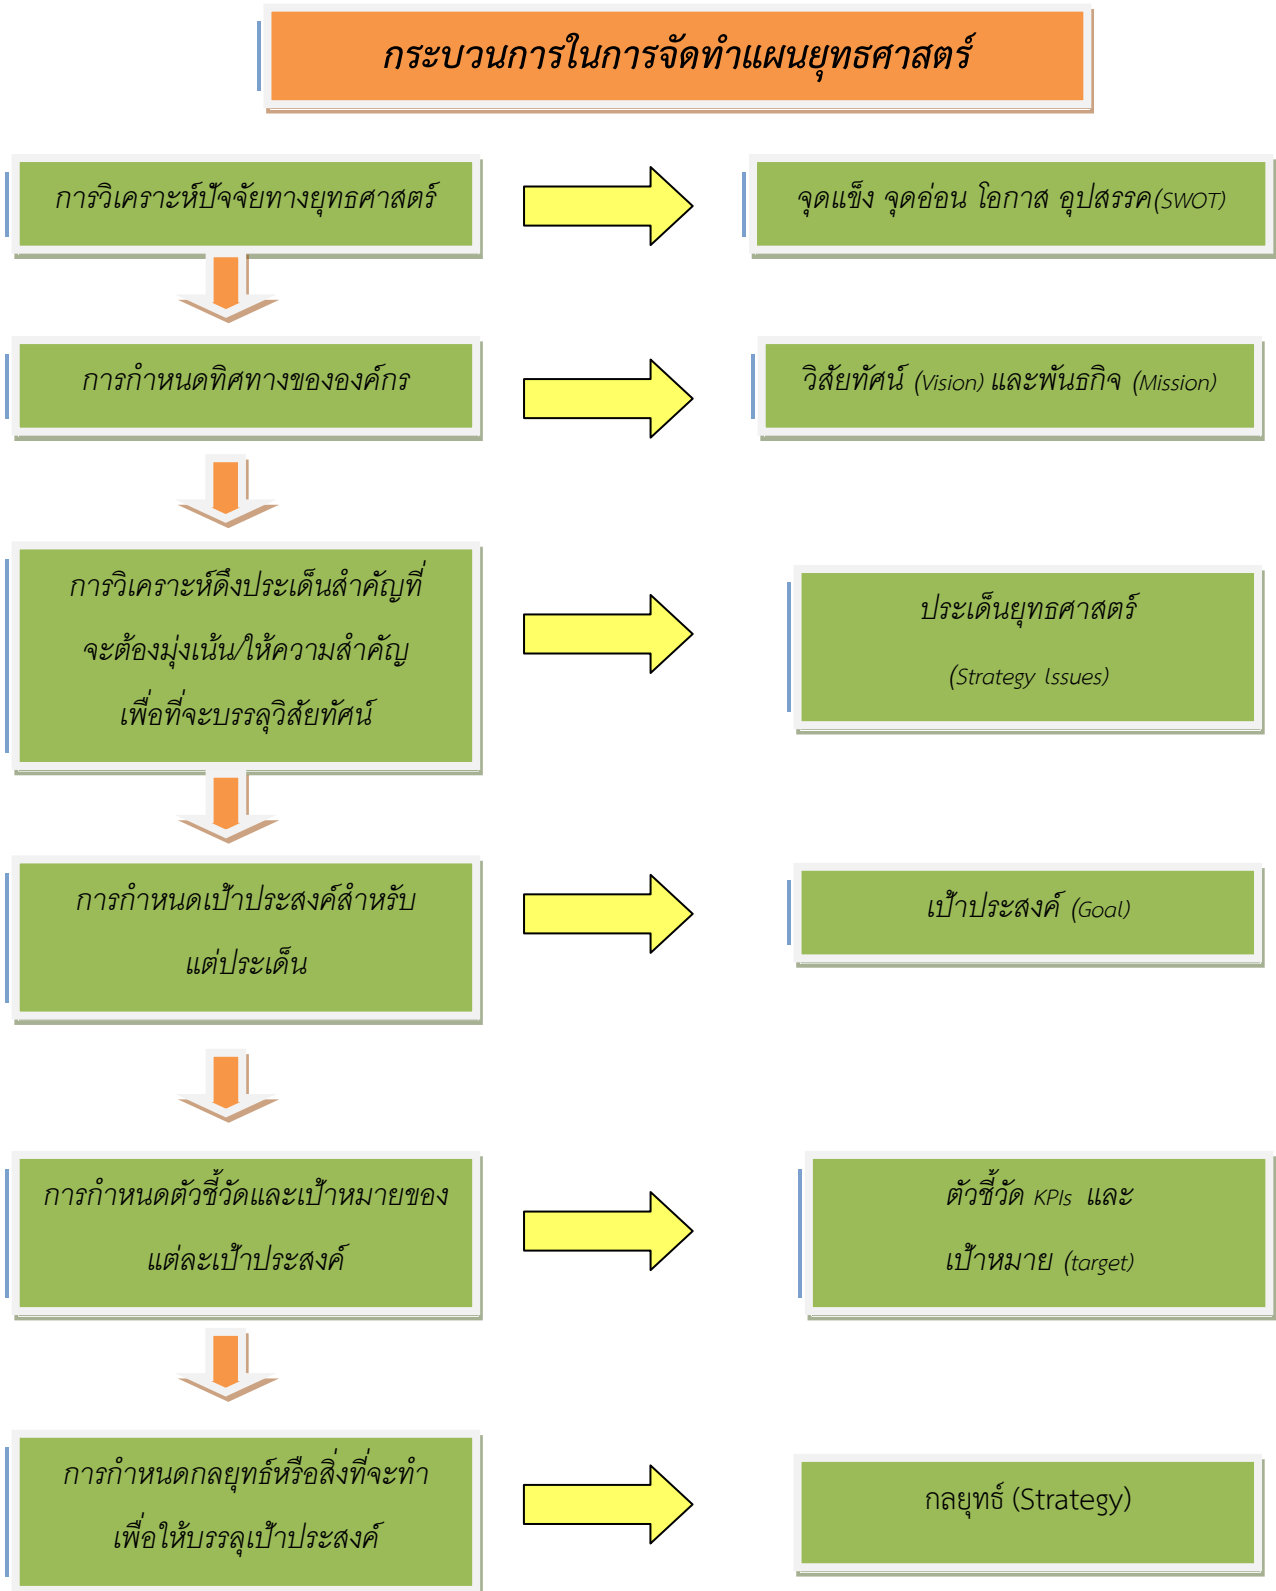 กระบวนการในการจัดทำแผนยุทธศาสตร์
การวิเคราะห์ปัจจัยทางยุทธศาสตร์
จุดแข็ง จุดอ่อน โอกาส อุปสรรค(SWOT)
การกำหนดทิศทางขององค์กร
วิสัยทัศน์ (Vision) และพันธกิจ (Mission)
การวิเคราะห์ดึงประเด็นสำคัญที่
จะต้องมุ่งเน้น/ให้ความสำคัญ
เพื่อที่จะบรรลุวิสัยทัศน์
ประเด็นยุทธศาสตร์
(Strategy lssues)
การกำหนดเป้าประสงค์สำหรับ
แต่ประเด็น
เป้าประสงค์ (Goal)
การกำหนดตัวชี้วัดและเป้าหมายของ
แต่ละเป้าประสงค์
ตัวชี้วัด KPIs และ
เป้าหมาย (target)
การกำหนดกลยุทธ์หรือสิ่งที่จะทำ
เพื่อให้บรรลุเป้าประสงค์
กลยุทธ์ (Strategy)